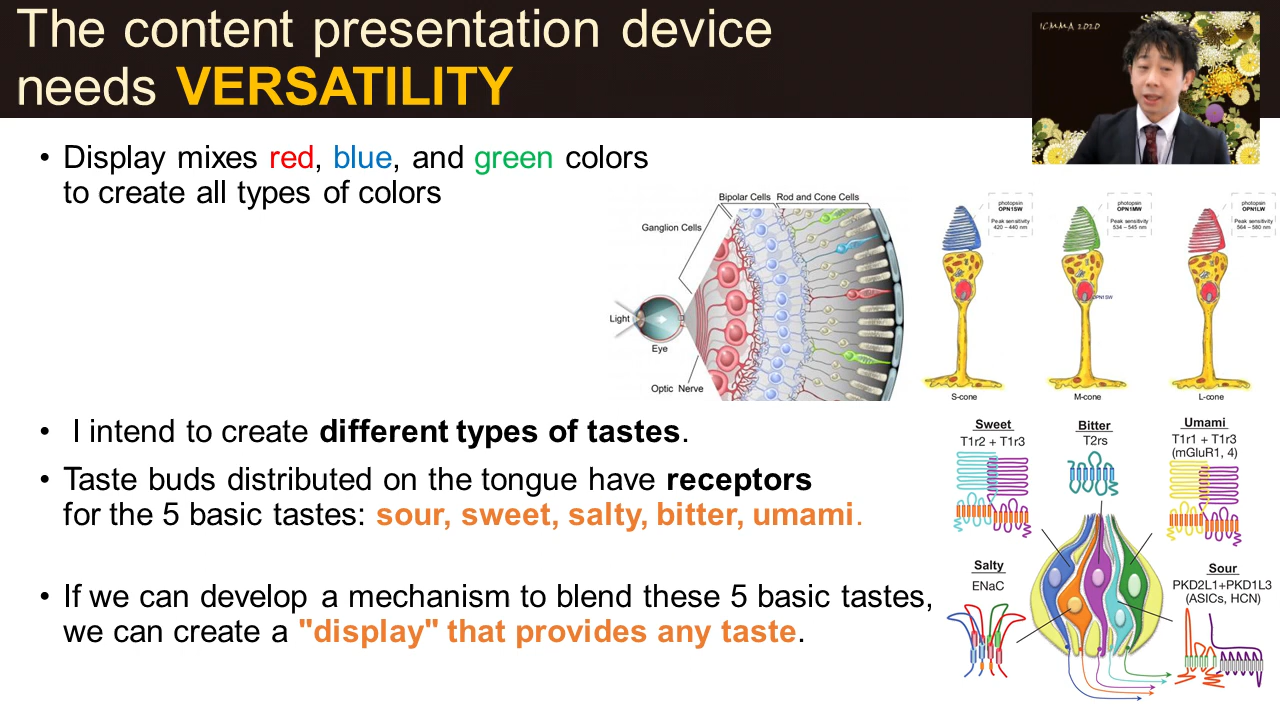 The content presentation device
needs VERSATILITY
ICMMA 2020
• Display mixes red, blue, and green colors
to create all types of colors
Bipolar Cells Rod and Cone Cells
Ganglion Cells
Light
Eye
Optic Nerve
photopsin
OPN1SW
Peak sensitivity
420 – 440 nm
photopsin
OPN1MW
Peak sensitivity
534 – 545 nm
photopsin
OPN1LW
Peak sensitivity
564 – 580 nm
OPN1SW
S-cone
M-cone
L-cone
• I intend to create different types of tastes.
• Taste buds distributed on the tongue have receptors
for the 5 basic tastes: sour, sweet, salty, bitter, umami.
• If we can develop a mechanism to blend these 5 basic tastes,
we can create a "display" that provides any taste.
Sweet
T1r2 + T1r3
Bitter
T2rs
Umami
T1r1 + T1r3
(mGluR1, 4)
Salty
ENaC
Sour
PKD2L1+PKD1L3
(ASICs, HCN)